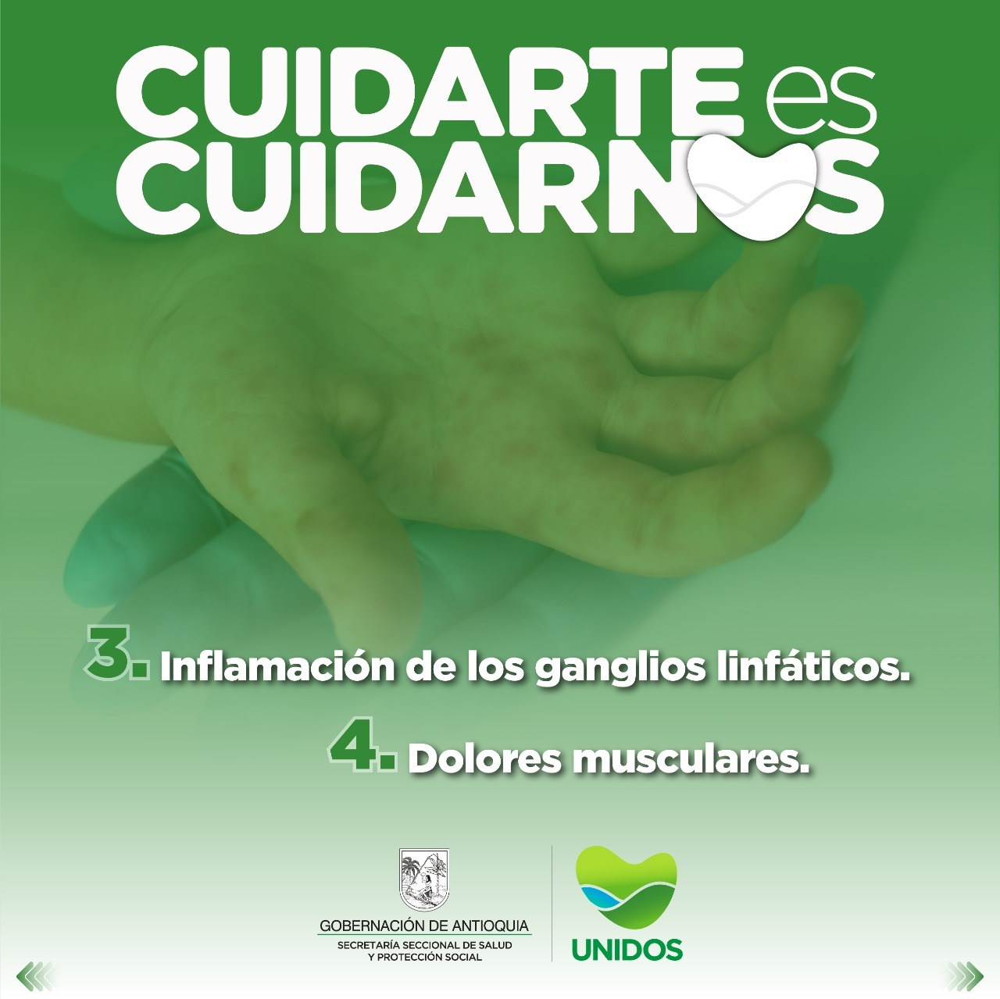 CUIDARTE es
CUIDARNOS
3. Inflamación de los ganglios linfáticos.
4. Dolores musculares.
GOBERNACIÓN DE ANTIOQUIA
SECRETARÍA SECCIONAL DE SALUD
Y PROTECCIÓN SOCIAL
UNIDOS